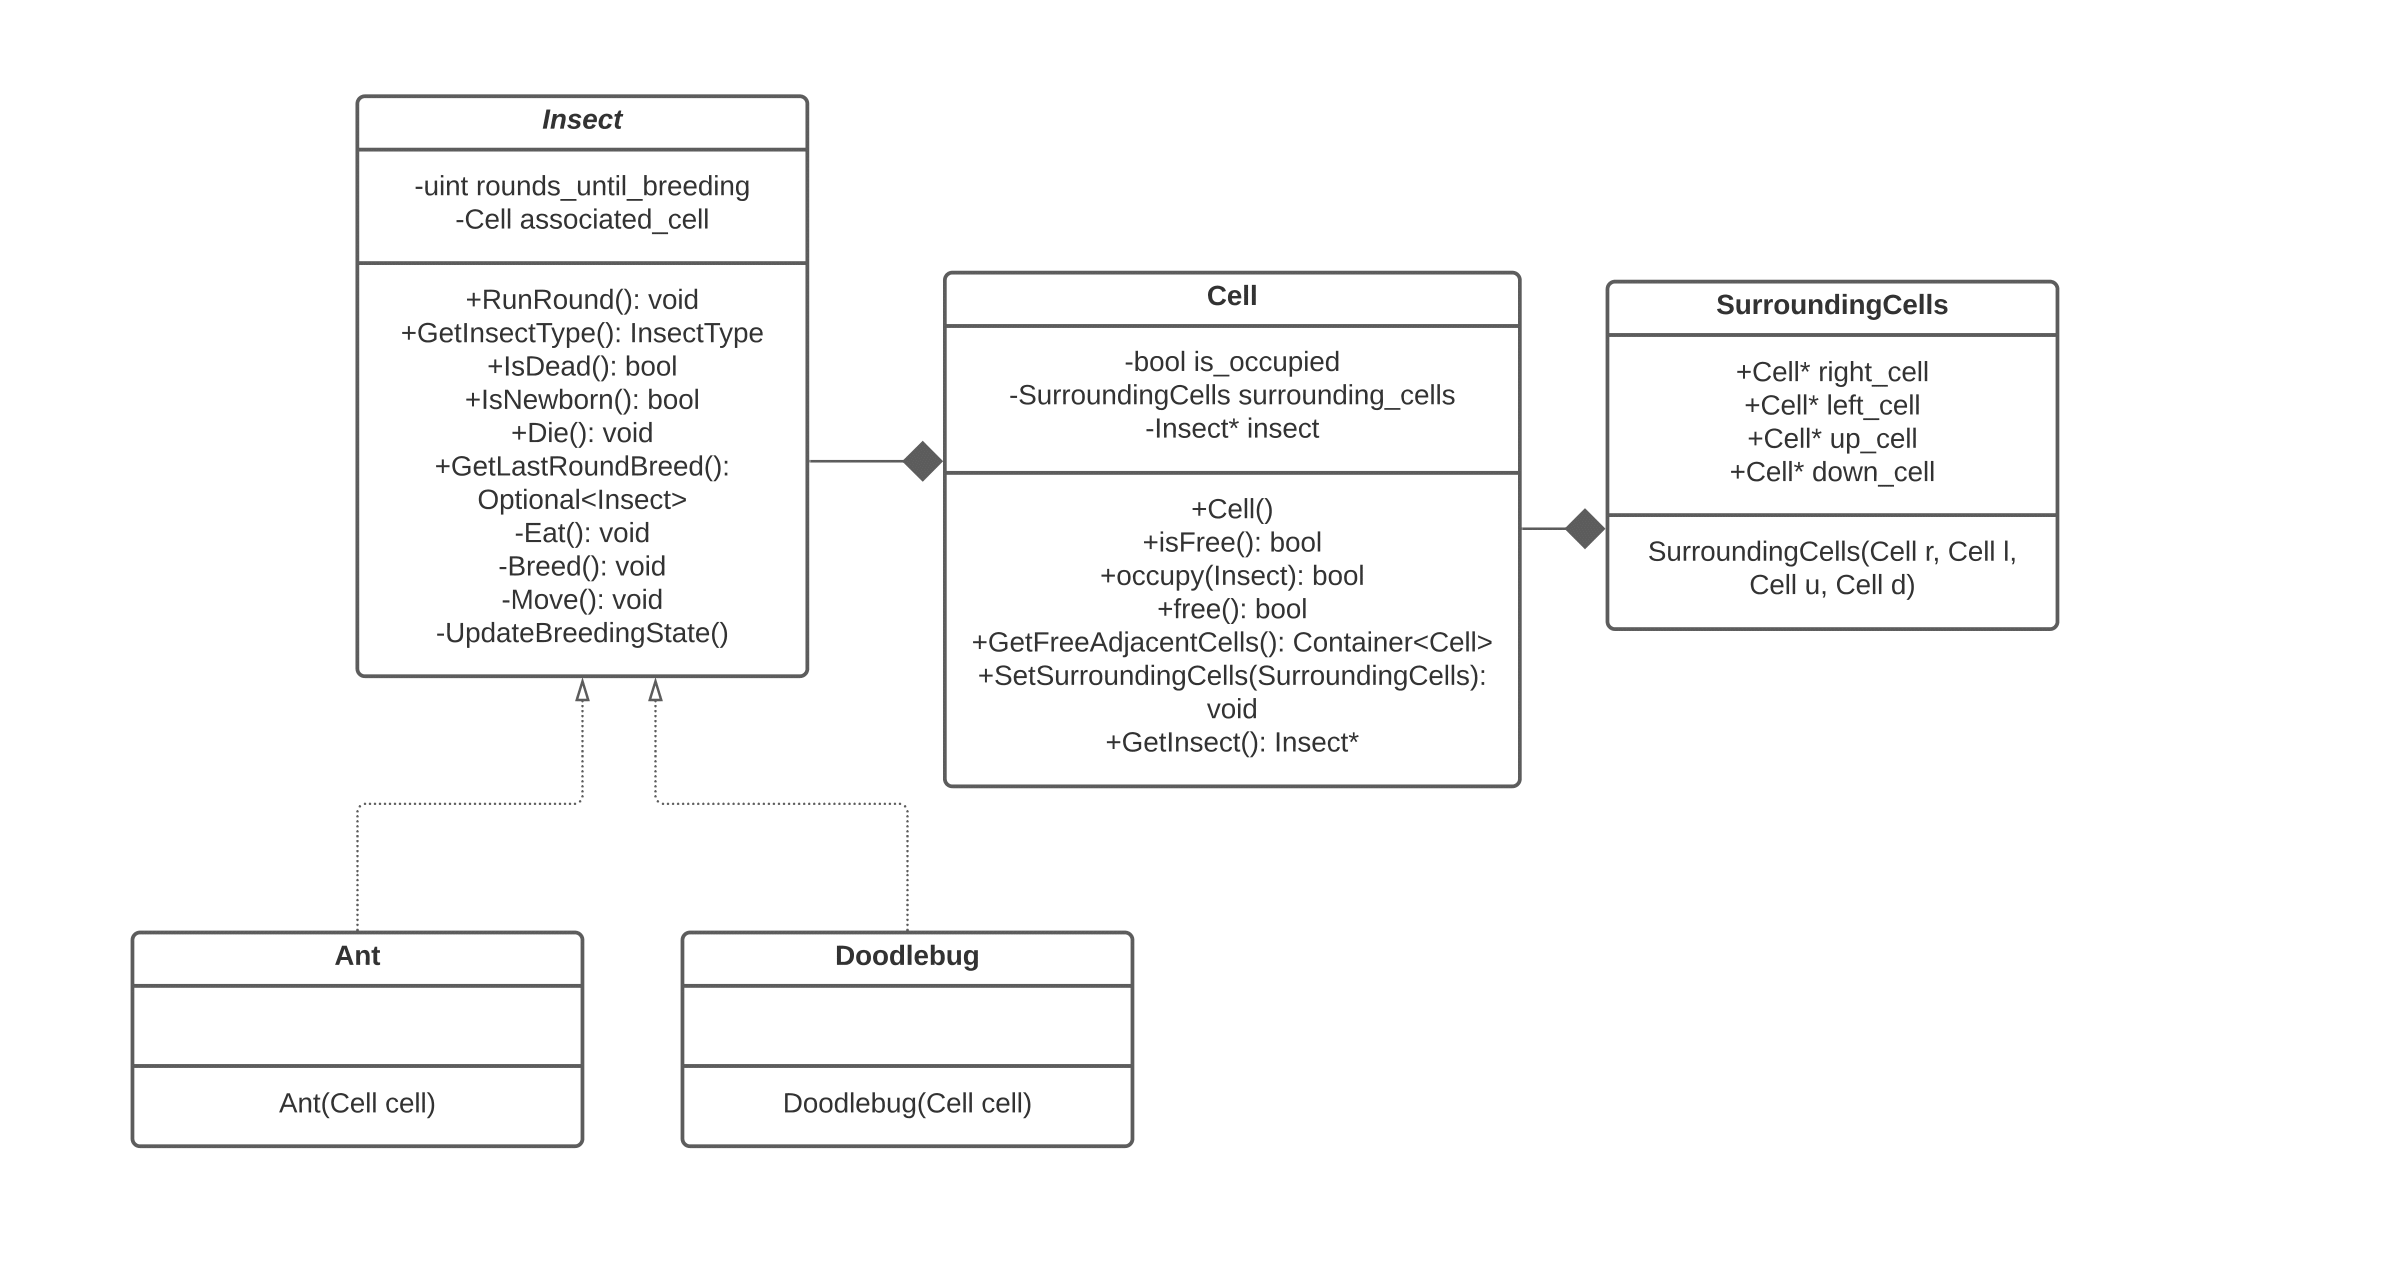 Insect
-uint rounds_until_breeding
-Cell associated_cell
+RunRound(): void
+GetInsectType(): InsectType
+IsDead(): bool
+IsNewborn(): bool
+Die(): void
+GetLastRoundBreed():
Optional<Insect>
-Eat(): void
-Breed(): void
-Move(): void
-UpdateBreedingState()
Cell
-bool is_occupied
-SurroundingCells surrounding_cells
-Insect* insect
+Cell()
+isFree(): bool
+occupy(Insect): bool
+free(): bool
+GetFreeAdjacentCells(): Container<Cell>
+SetSurroundingCells(SurroundingCells):
void
+GetInsect(): Insect*
SurroundingCells
+Cell* right_cell
+Cell* left_cell
+Cell* up_cell
+Cell* down_cell
SurroundingCells(Cell r, Cell l,
Cell u, Cell d)
Ant
Ant(Cell cell)
Doodlebug
Doodlebug(Cell cell)